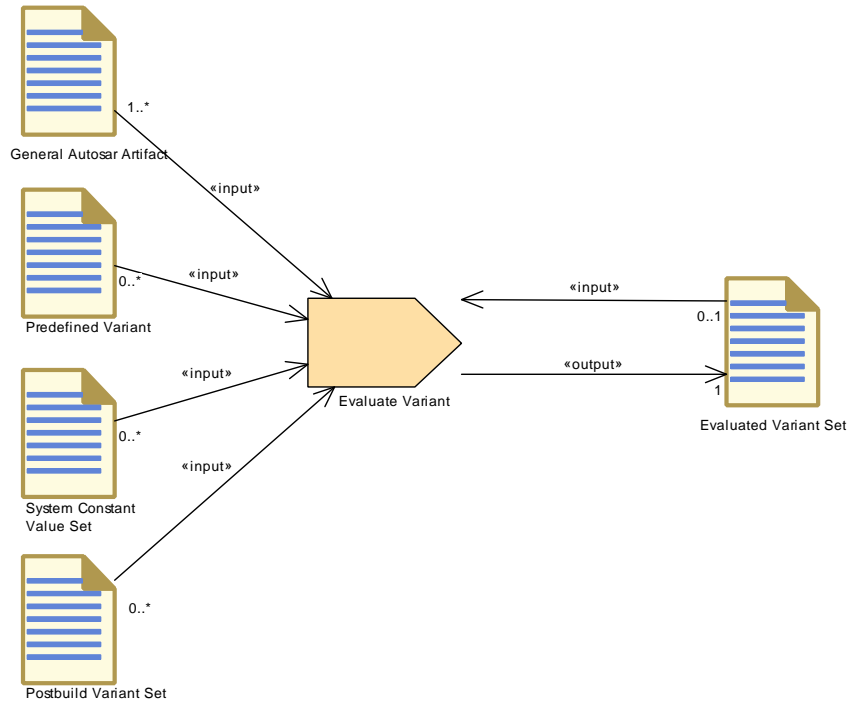 1..*
General Autosar Artifact
«input»
0..*
«input»
Predefined Variant
«input»
0..1
«output»
1
Evaluate Variant
Evaluated Variant Set
«input»
0..*
System Constant
Value Set
«input»
0..*
Postbuild Variant Set